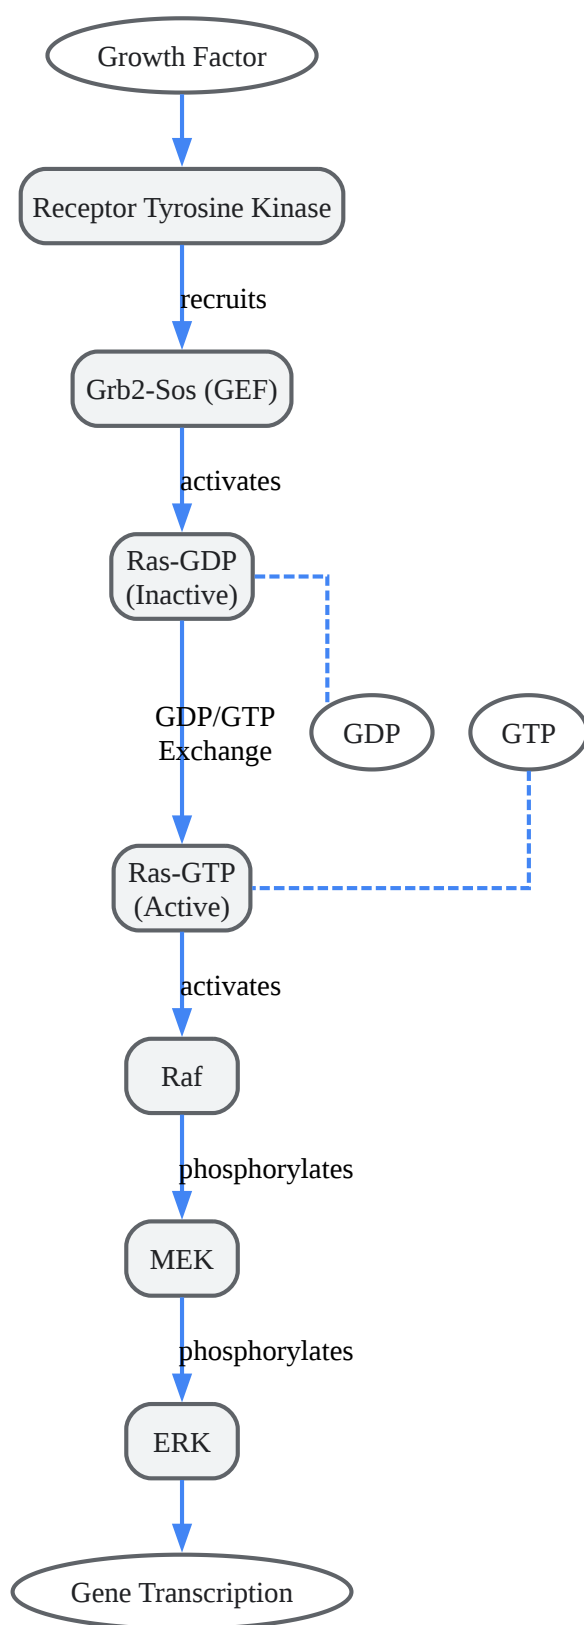 Growth Factor
Receptor Tyrosine Kinase
recruits
Grb2-Sos (GEF)
activates
Ras-GDP
(Inactive)
GDP/GTP
Exchange
GDP
GTP
Ras-GTP
(Active)
activates
Raf
phosphorylates
MEK
phosphorylates
ERK
Gene Transcription